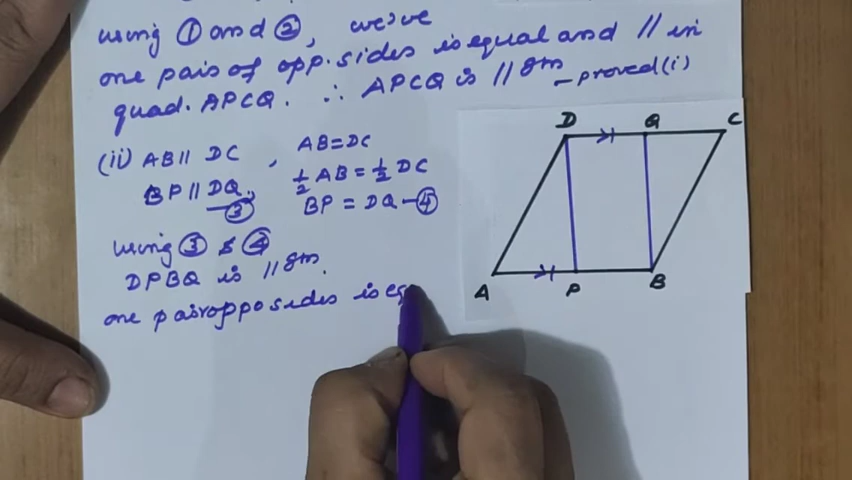 using ① and ②, we've
one pair of opp. sides is equal and // in
quad. APCQ. ∴ APCQ is //gm – proved (i)
(ii) AB // DC , AB = DC
BP // DQ – ③ ½ AB = ½ DC
BP = DQ – ④
using ③ & ④
DPBQ is //gm.
one pair oppo sides is eq
D Q C
A P B